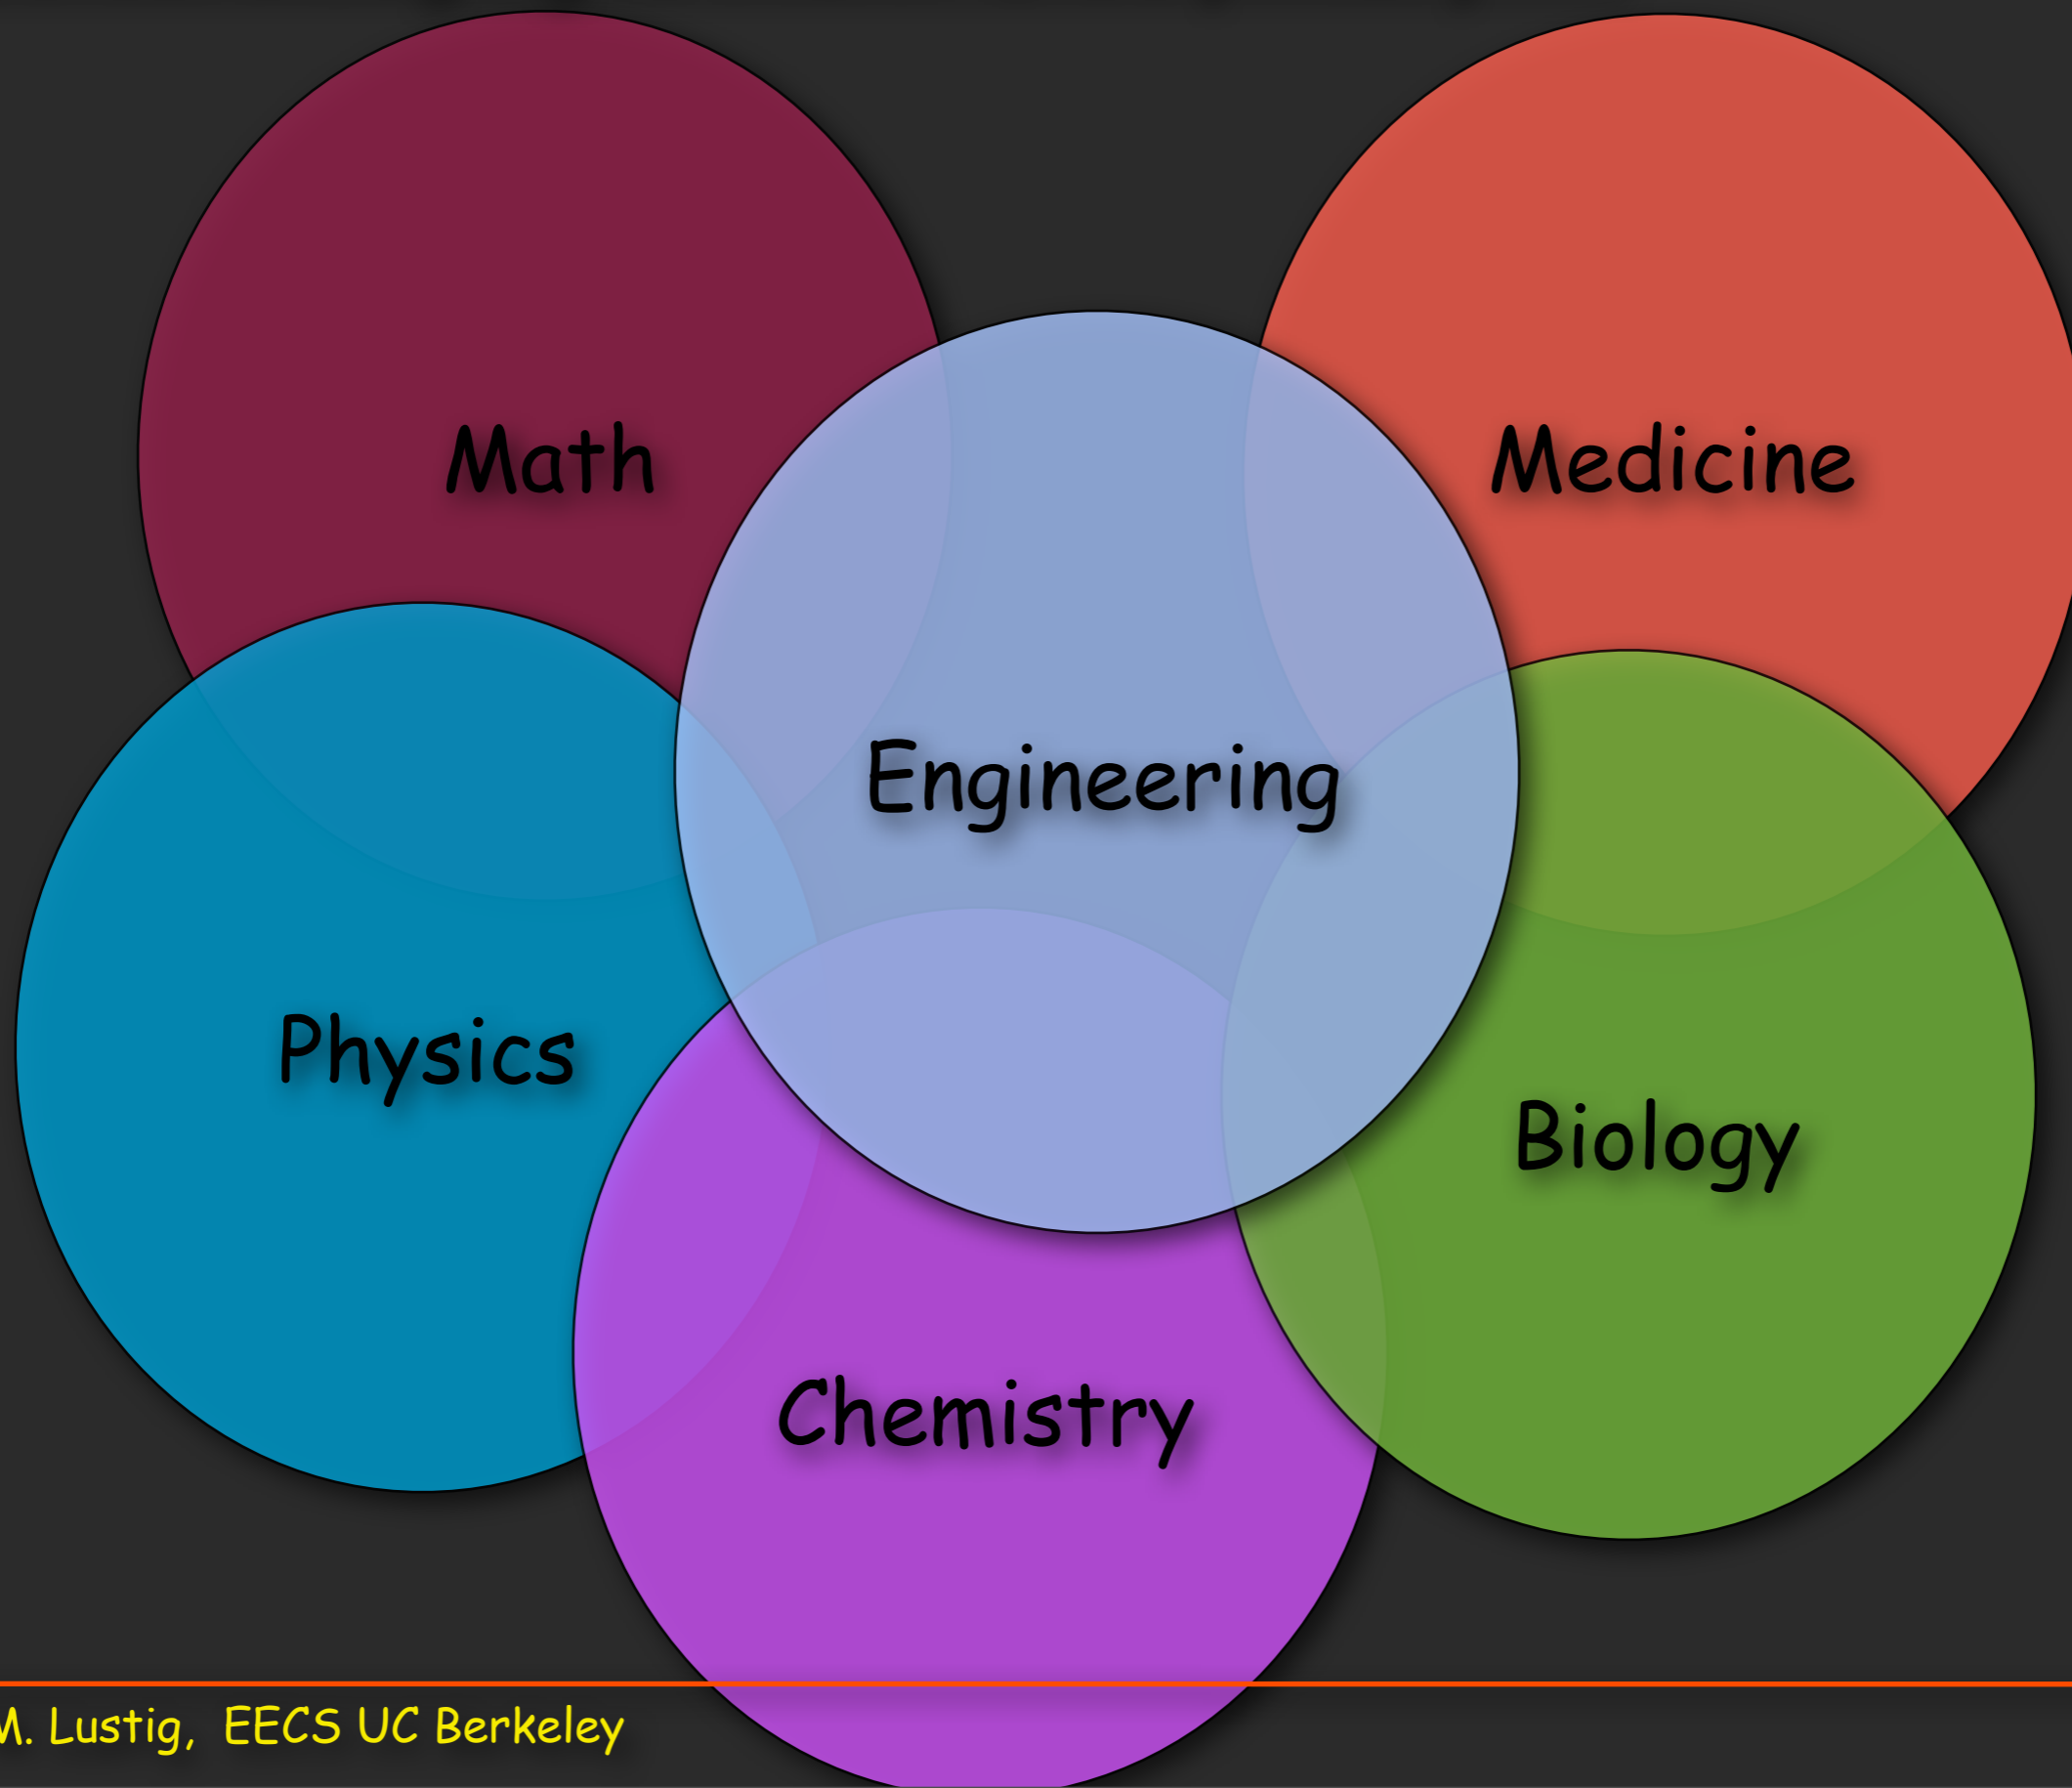 Math
Medicine
Engineering
Physics
Biology
Chemistry
M. Lustig, EECS UC Berkeley